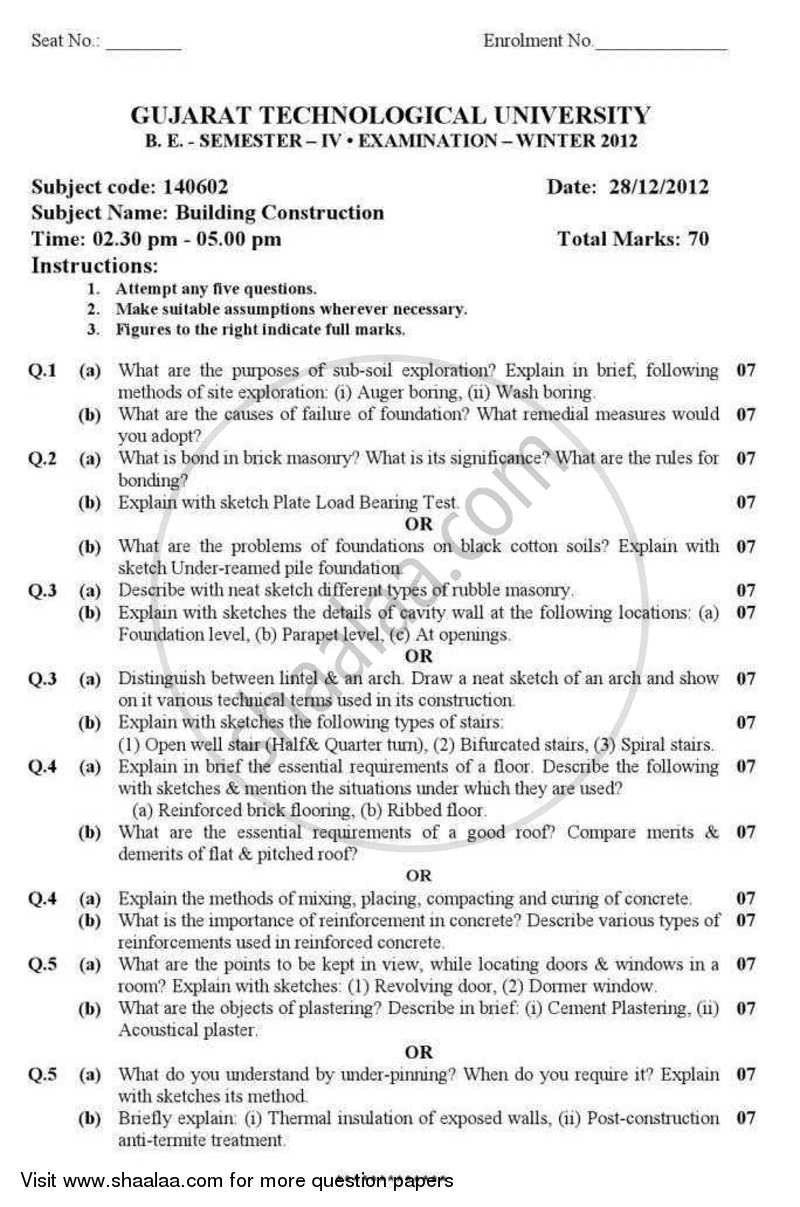 Seat No.: ________ Enrolment No.______________
GUJARAT TECHNOLOGICAL UNIVERSITY
B. E. - SEMESTER – IV • EXAMINATION – WINTER 2012
Subject code: 140602 Date: 28/12/2012
Subject Name: Building Construction
Time: 02.30 pm - 05.00 pm Total Marks: 70
Instructions:
1. Attempt any five questions.
2. Make suitable assumptions wherever necessary.
3. Figures to the right indicate full marks.
Q.1 (a) What are the purposes of sub-soil exploration? Explain in brief, following 07
methods of site exploration: (i) Auger boring, (ii) Wash boring.
(b) What are the causes of failure of foundation? What remedial measures would 07
you adopt?
Q.2 (a) What is bond in brick masonry? What is its significance? What are the rules for 07
bonding?
(b) Explain with sketch Plate Load Bearing Test. 07
OR
(b) What are the problems of foundations on black cotton soils? Explain with 07
sketch Under-reamed pile foundation.
Q.3 (a) Describe with neat sketch different types of rubble masonry. 07
(b) Explain with sketches the details of cavity wall at the following locations: (a) 07
Foundation level, (b) Parapet level, (c) At openings.
OR
Q.3 (a) Distinguish between lintel & an arch. Draw a neat sketch of an arch and show 07
on it various technical terms used in its construction.
(b) Explain with sketches the following types of stairs: 07
(1) Open well stair (Half& Quarter turn), (2) Bifurcated stairs, (3) Spiral stairs.
Q.4 (a) Explain in brief the essential requirements of a floor. Describe the following 07
with sketches & mention the situations under which they are used?
(a) Reinforced brick flooring, (b) Ribbed floor.
(b) What are the essential requirements of a good roof? Compare merits & 07
demerits of flat & pitched roof?
OR
Q.4 (a) Explain the methods of mixing, placing, compacting and curing of concrete. 07
(b) What is the importance of reinforcement in concrete? Describe various types of 07
reinforcements used in reinforced concrete.
Q.5 (a) What are the points to be kept in view, while locating doors & windows in a 07
room? Explain with sketches: (1) Revolving door, (2) Dormer window.
(b) What are the objects of plastering? Describe in brief: (i) Cement Plastering, (ii) 07
Acoustical plaster.
OR
Q.5 (a) What do you understand by under-pinning? When do you require it? Explain 07
with sketches its method.
(b) Briefly explain: (i) Thermal insulation of exposed walls, (ii) Post-construction 07
anti-termite treatment.
*************
Visit www.shaalaa.com for more question papers
shaalaa.com